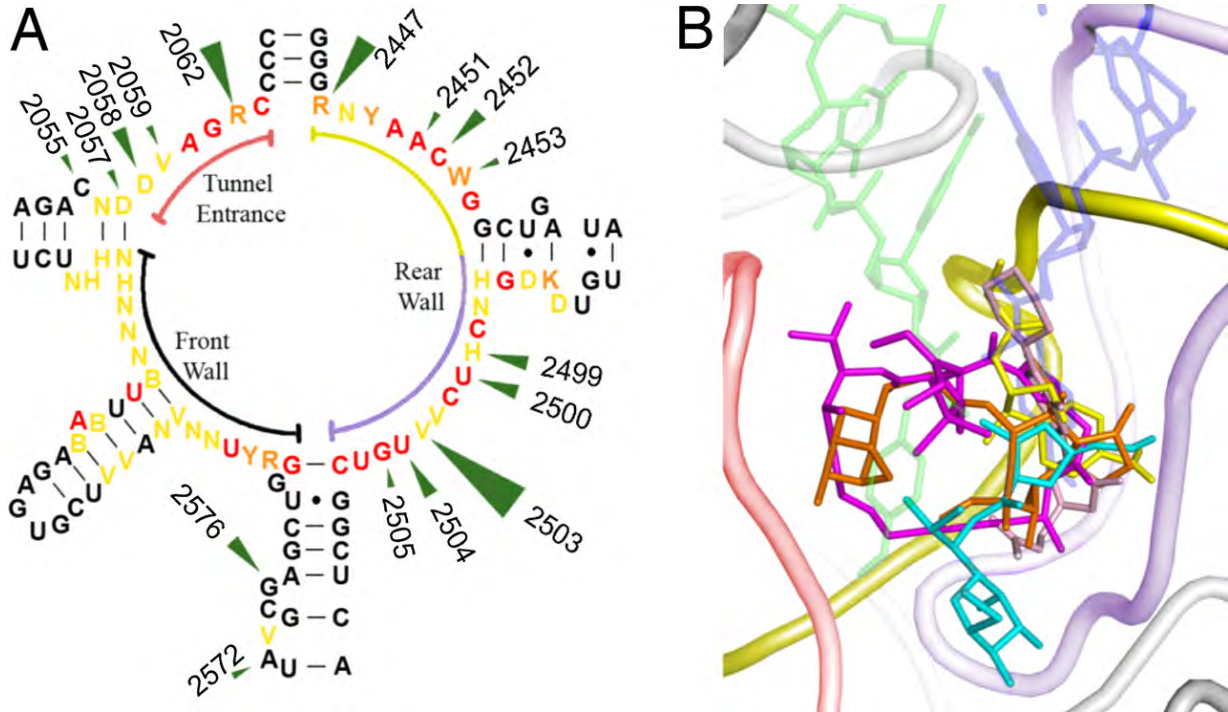 A
B
C – G
C – G
C – G
2055
2057
2058
2059
2062
2447
2451
2452
2453
2499
2500
2503
2504
2505
2576
2572
Tunnel
Entrance
Rear
Wall
Front
Wall
C
R
G
A
V
D
D
N
C
A G A
U C U
N H
H N
H
N
N
N
N
B
V
N
N
U
Y
R
G
U U
A B
B B
A
G
A
G
U
G
C
U
V
V
A
N
R
N
Y
A
A
C
W
G
G C U G A U A
H G D K D U G U
N
C
H
U
C
V
V
U
G
U
C
G
U • G
C – G
G – C
A – U
G
C G – C
V
A U – A